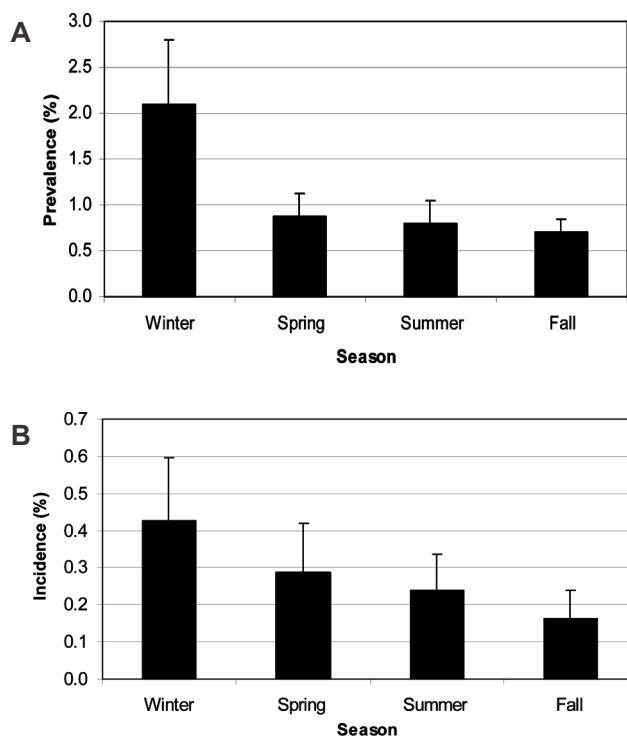 A
3.0
2.5
2.0
1.5
1.0
0.5
0.0
Prevalence (%)
Winter Spring Summer Fall
Season
B
0.7
0.6
0.5
0.4
0.3
0.2
0.1
0.0
Incidence (%)
Winter Spring Summer Fall
Season